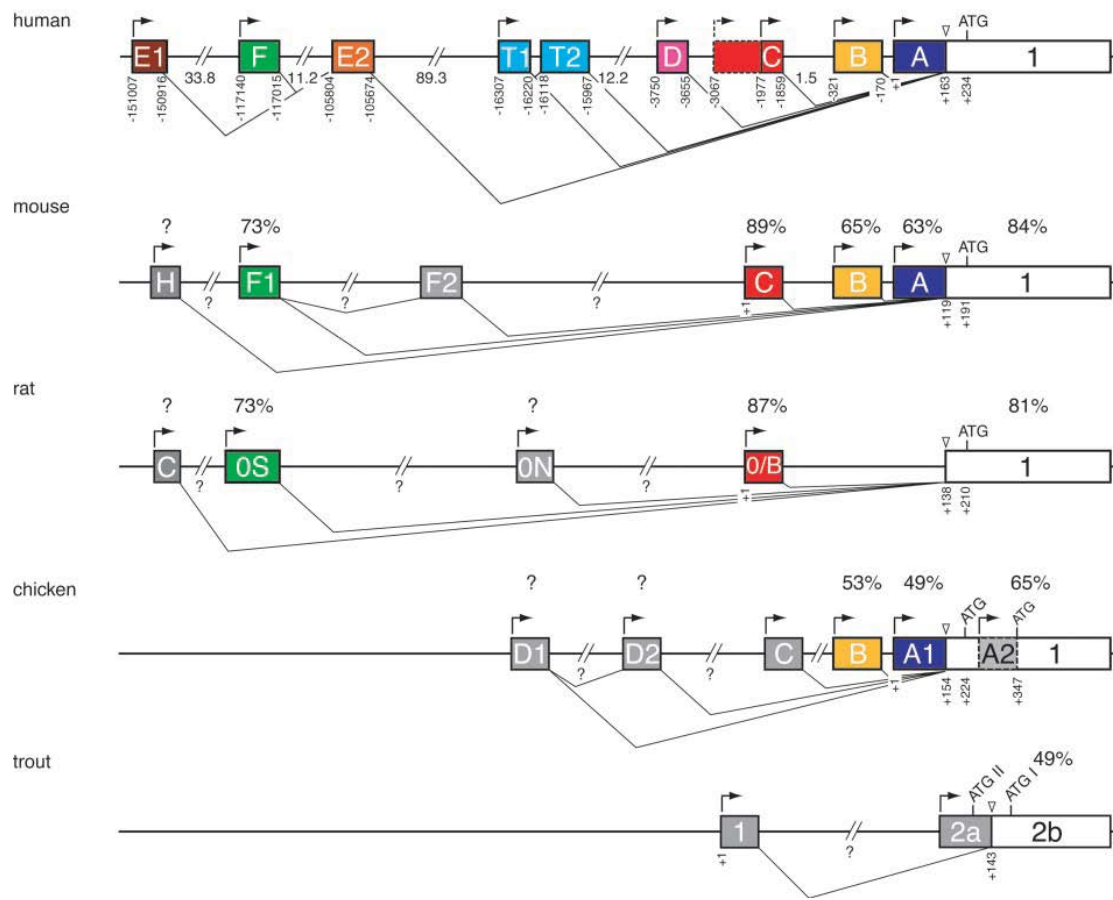 human
ATG
E1 F E2 T1 T2 D C B A 1
33.8 11.2 89.3 12.2 1.5
-151007 -150916 -117140 -117015 -105804 -105674 -16307 -16220 -16118 -15967 -3750 -3655 -3067 -1977 -1859 -321 -170 +1 +163 +234
mouse
? 73% 89% 65% 63% 84%
ATG
H F1 F2 C B A 1
? ? ? +1 +119 +191
rat
? 73% ? 87% 81%
ATG
C 0S 0N 0/B 1
? ? ? +1 +138 +210
chicken
? ? 53% 49% 65%
ATG ATG
D1 D2 C B A1 A2 1
? ? ? +1 +154 +224 +347
trout
49%
ATG II ATG I
1 2a 2b
+1 ? +143